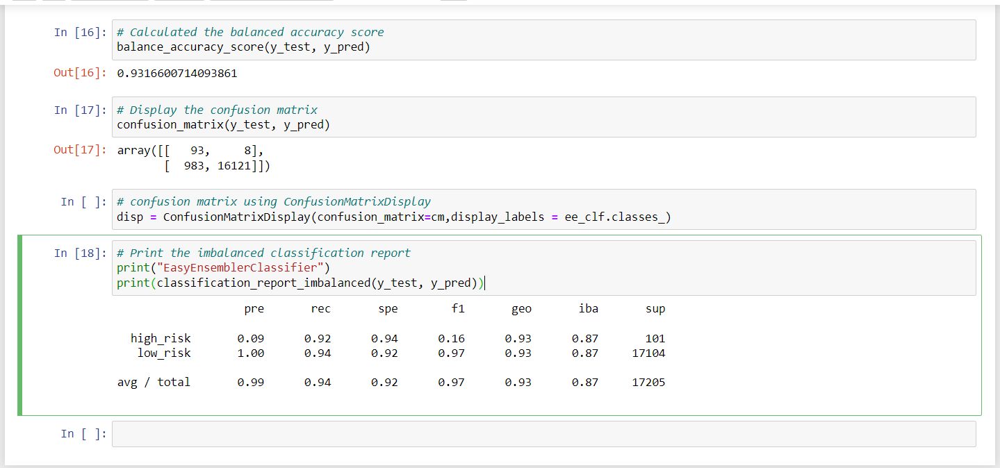 In [16]: # Calculated the balanced accuracy score
balance_accuracy_score(y_test, y_pred)
Out[16]: 0.9316600714093861
In [17]: # Display the confusion matrix
confusion_matrix(y_test, y_pred)
Out[17]: array([[   93,     8],
       [  983, 16121]])
In [ ]: # confusion matrix using ConfusionMatrixDisplay
disp = ConfusionMatrixDisplay(confusion_matrix=cm,display_labels = ee_clf.classes_)
In [18]: # Print the imbalanced classification report
print("EasyEnsemblerClassifier")
print(classification_report_imbalanced(y_test, y_pred))
pre rec spe f1 geo iba sup
high_risk 0.09 0.92 0.94 0.16 0.93 0.87 101
low_risk 1.00 0.94 0.92 0.97 0.93 0.87 17104
avg / total 0.99 0.94 0.92 0.97 0.93 0.87 17205
In [ ]: